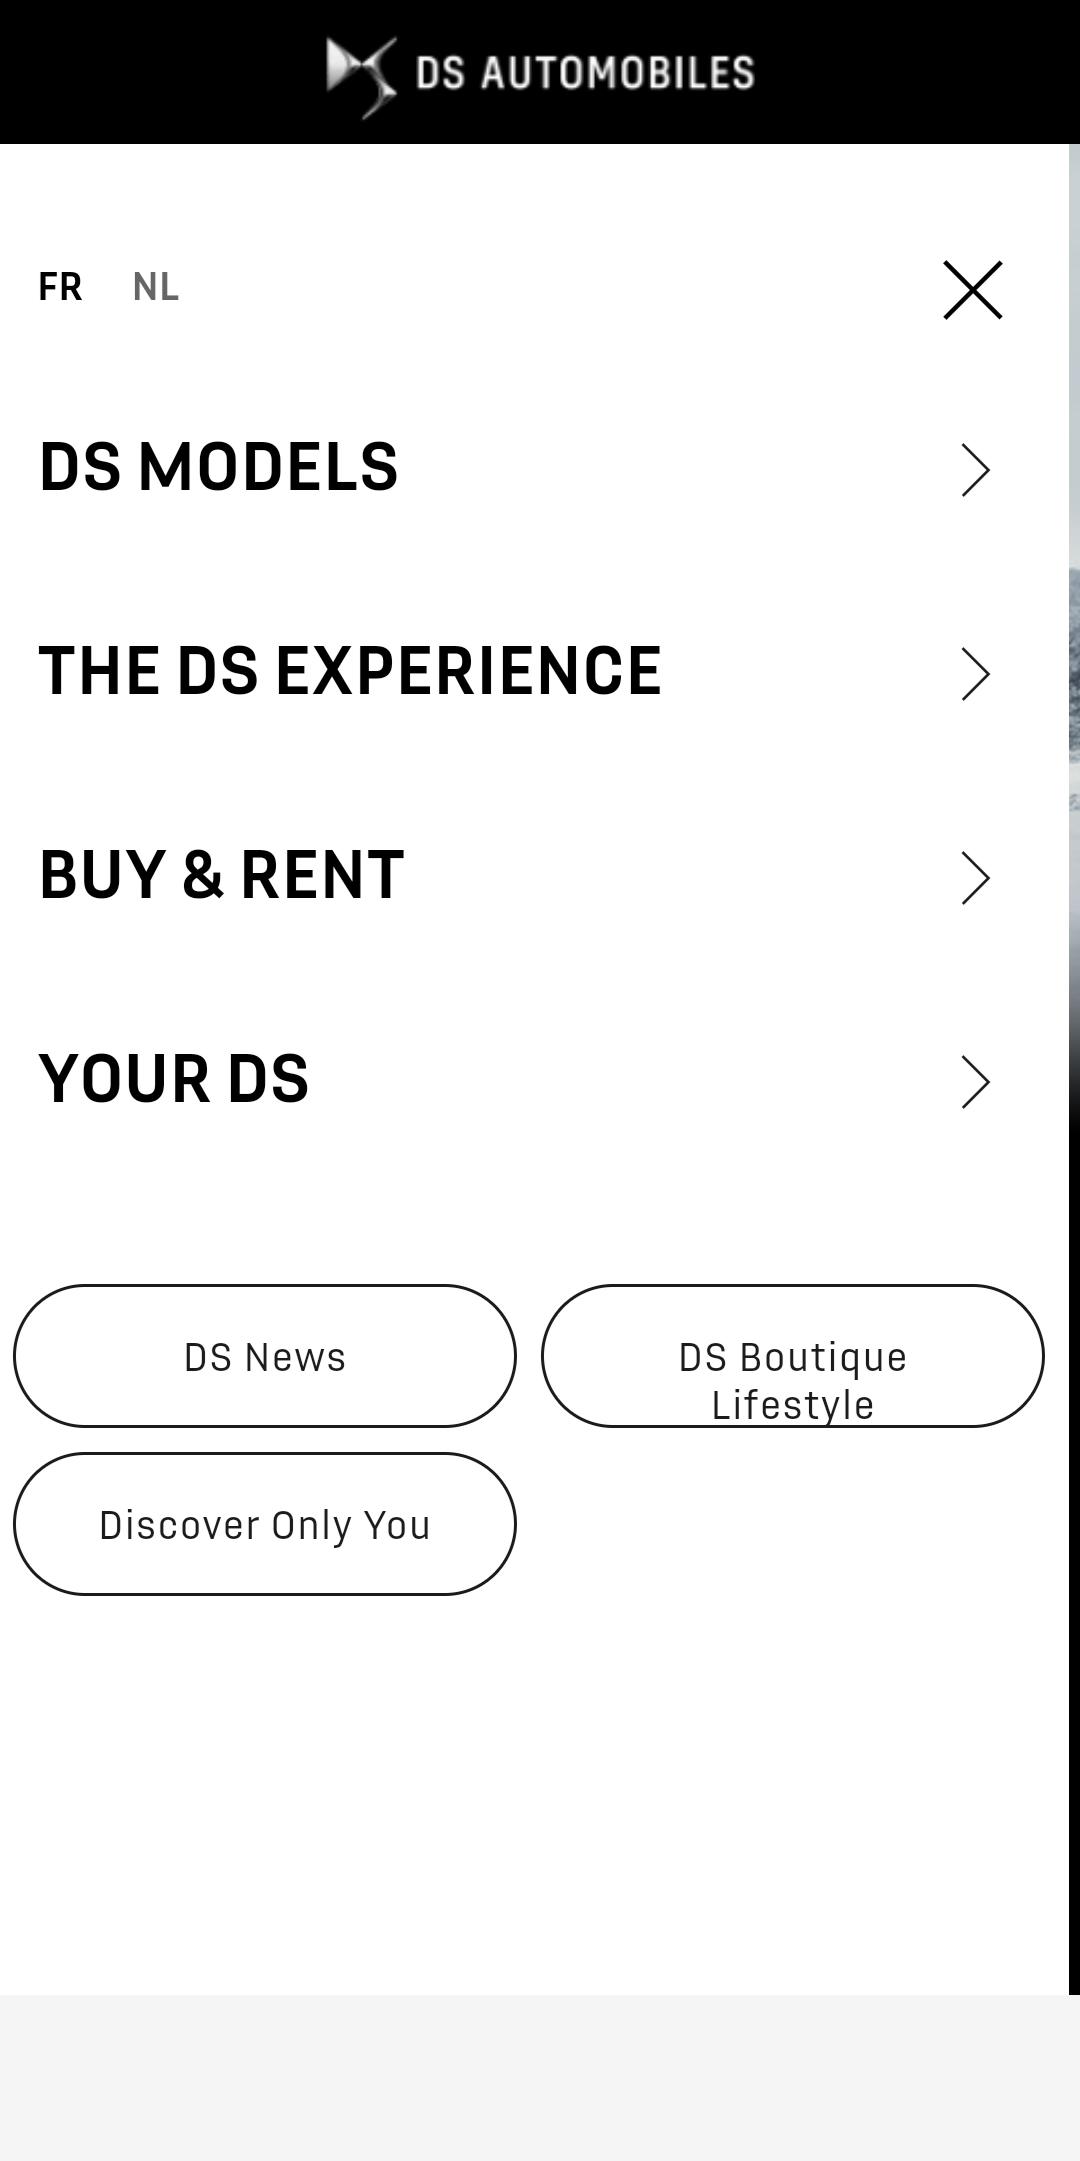 DS AUTOMOBILES
FR NL
DS MODELS
THE DS EXPERIENCE
BUY & RENT
YOUR DS
DS News
DS Boutique
Lifestyle
Discover Only You